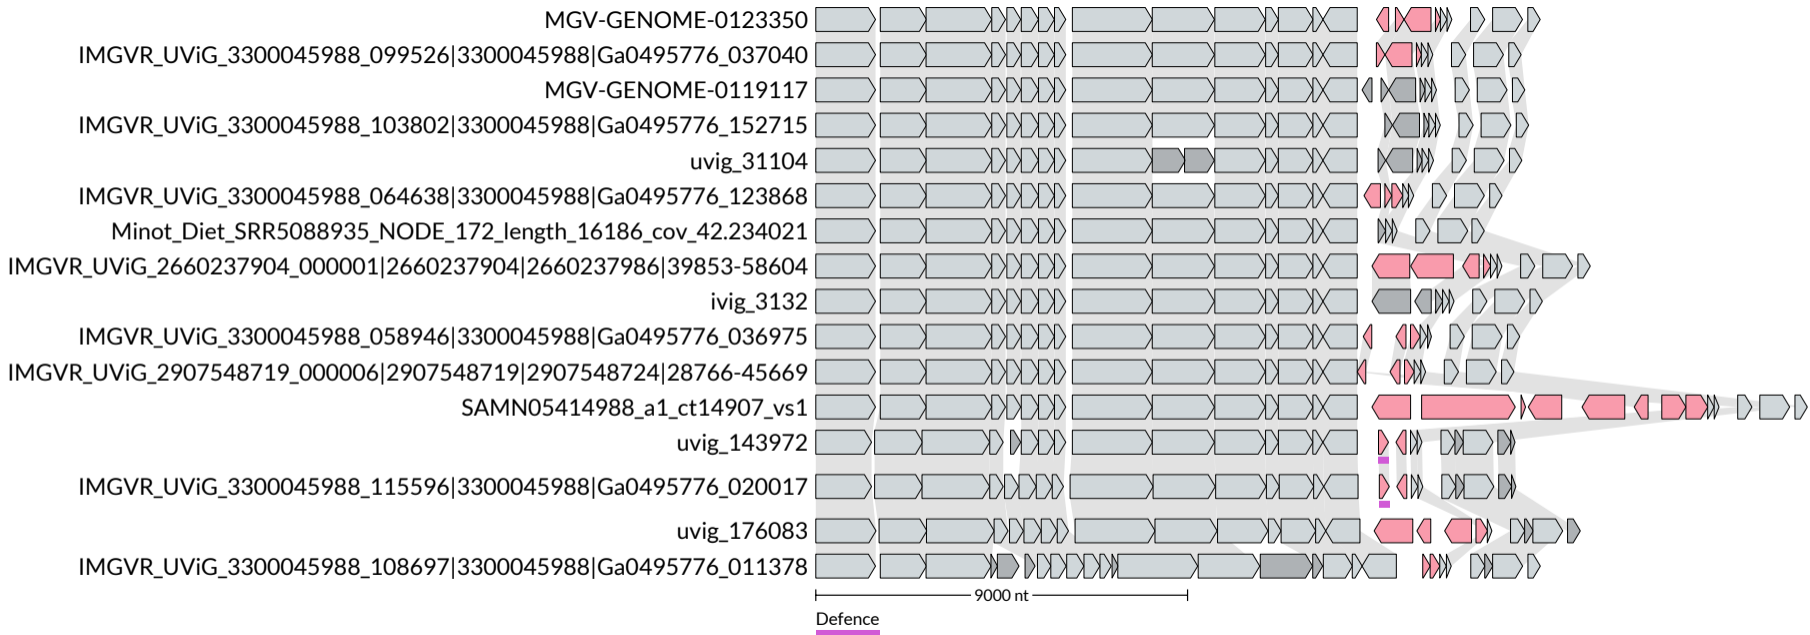 MGV-GENOME-0123350
IMGVR_UViG_3300045988_099526|3300045988|Ga0495776_037040
MGV-GENOME-0119117
IMGVR_UViG_3300045988_103802|3300045988|Ga0495776_152715
uvig_31104
IMGVR_UViG_3300045988_064638|3300045988|Ga0495776_123868
Minot_Diet_SRR5088935_NODE_172_length_16186_cov_42.234021
IMGVR_UViG_2660237904_000001|2660237904|2660237986|39853-58604
ivig_3132
IMGVR_UViG_3300045988_058946|3300045988|Ga0495776_036975
IMGVR_UViG_2907548719_000006|2907548719|2907548724|28766-45669
SAMN05414988_a1_ct14907_vs1
uvig_143972
IMGVR_UViG_3300045988_115596|3300045988|Ga0495776_020017
uvig_176083
IMGVR_UViG_3300045988_108697|3300045988|Ga0495776_011378
9000 nt
Defence